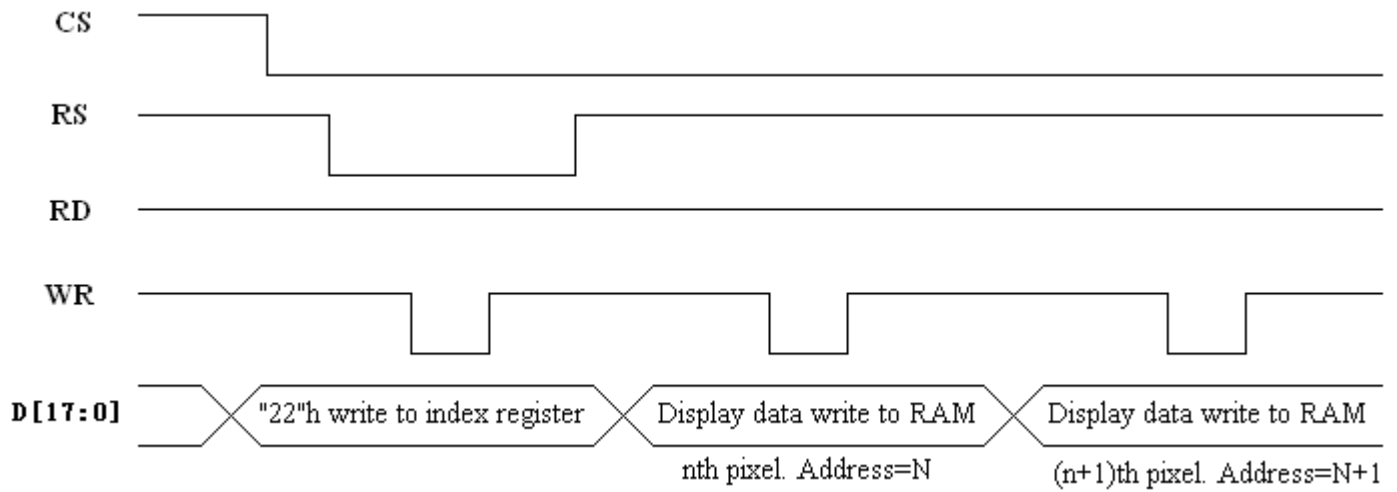 CS
RS
RD
WR
D[17:0]
"22"h write to index register
Display data write to RAM
Display data write to RAM
nth pixel. Address=N
(n+1)th pixel. Address=N+1